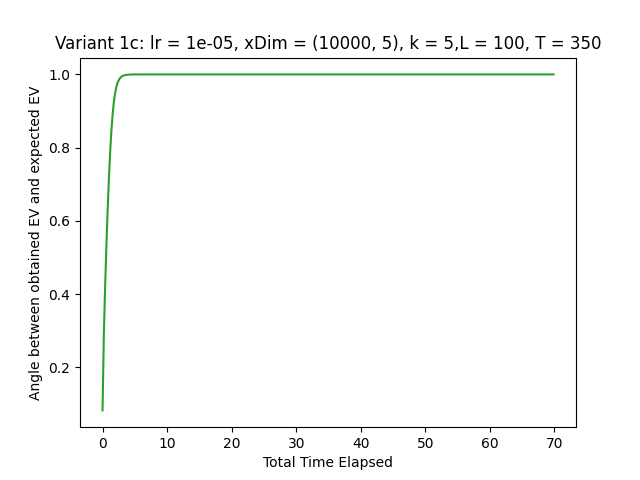 Variant 1c: lr = 1e-05, xDim = (10000, 5), k = 5,L = 100, T = 350
Angle between obtained EV and expected EV
1.0
0.8
0.6
0.4
0.2
0 10 20 30 40 50 60 70
Total Time Elapsed